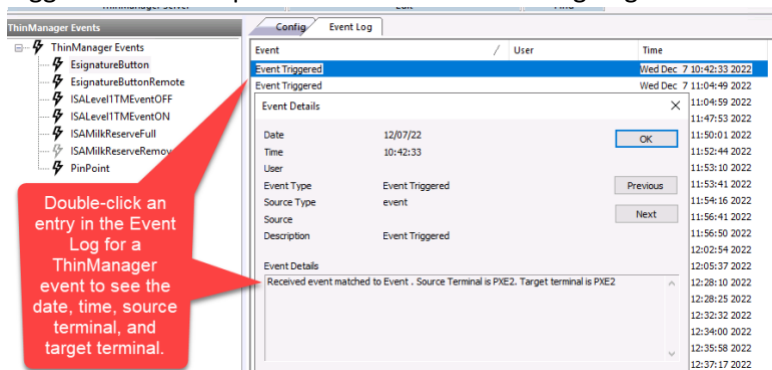 ThinManager Server
Edit
Find
ThinManager Events
Config
Event Log
ThinManager Events
EsignatureButton
EsignatureButtonRemote
ISALevel1TMEventOFF
ISALevel1TMEventON
ISAMilkReserveFull
ISAMilkReserveRemov
PinPoint
Event / User Time
Event Triggered Wed Dec 7 10:42:33 2022
Event Triggered Wed Dec 7 11:04:49 2022
11:04:59 2022
11:47:53 2022
11:50:01 2022
11:52:44 2022
11:53:10 2022
11:53:41 2022
11:54:16 2022
11:56:41 2022
11:56:50 2022
12:02:54 2022
12:05:37 2022
12:28:10 2022
12:28:25 2022
12:32:32 2022
12:34:00 2022
12:35:58 2022
12:37:17 2022
Event Details
Date 12/07/22
OK
Time 10:42:33
User
Event Type Event Triggered
Previous
Source Type event
Source
Next
Description Event Triggered
Event Details
Received event matched to Event . Source Terminal is PXE2. Target terminal is PXE2
Double-click an
entry in the Event
Log for a
ThinManager
event to see the
date, time, source
terminal, and
target terminal.